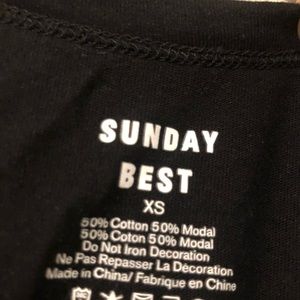 SUNDAY
BEST
XS
50% Cotton 50% Modal
50% Coton 50% Modal
Do Not Iron Decoration
Ne Pas Repasser La Décoration
Made in China/ Fabrique en Chine